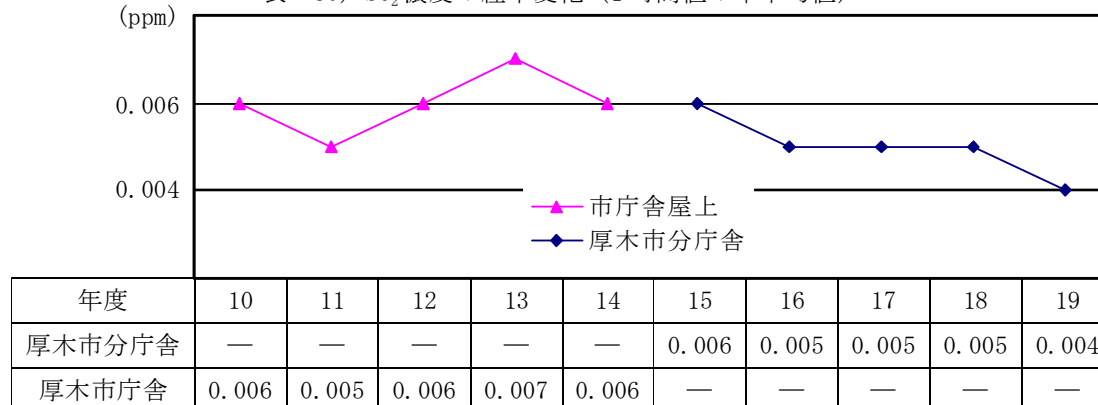 (ppm)
0.006
0.004
市庁舎屋上
厚木市分庁舎
年度 10 11 12 13 14 15 16 17 18 19
厚木市分庁舎 — — — — — 0.006 0.005 0.005 0.005 0.004
厚木市庁舎 0.006 0.005 0.006 0.007 0.006 — — — — —